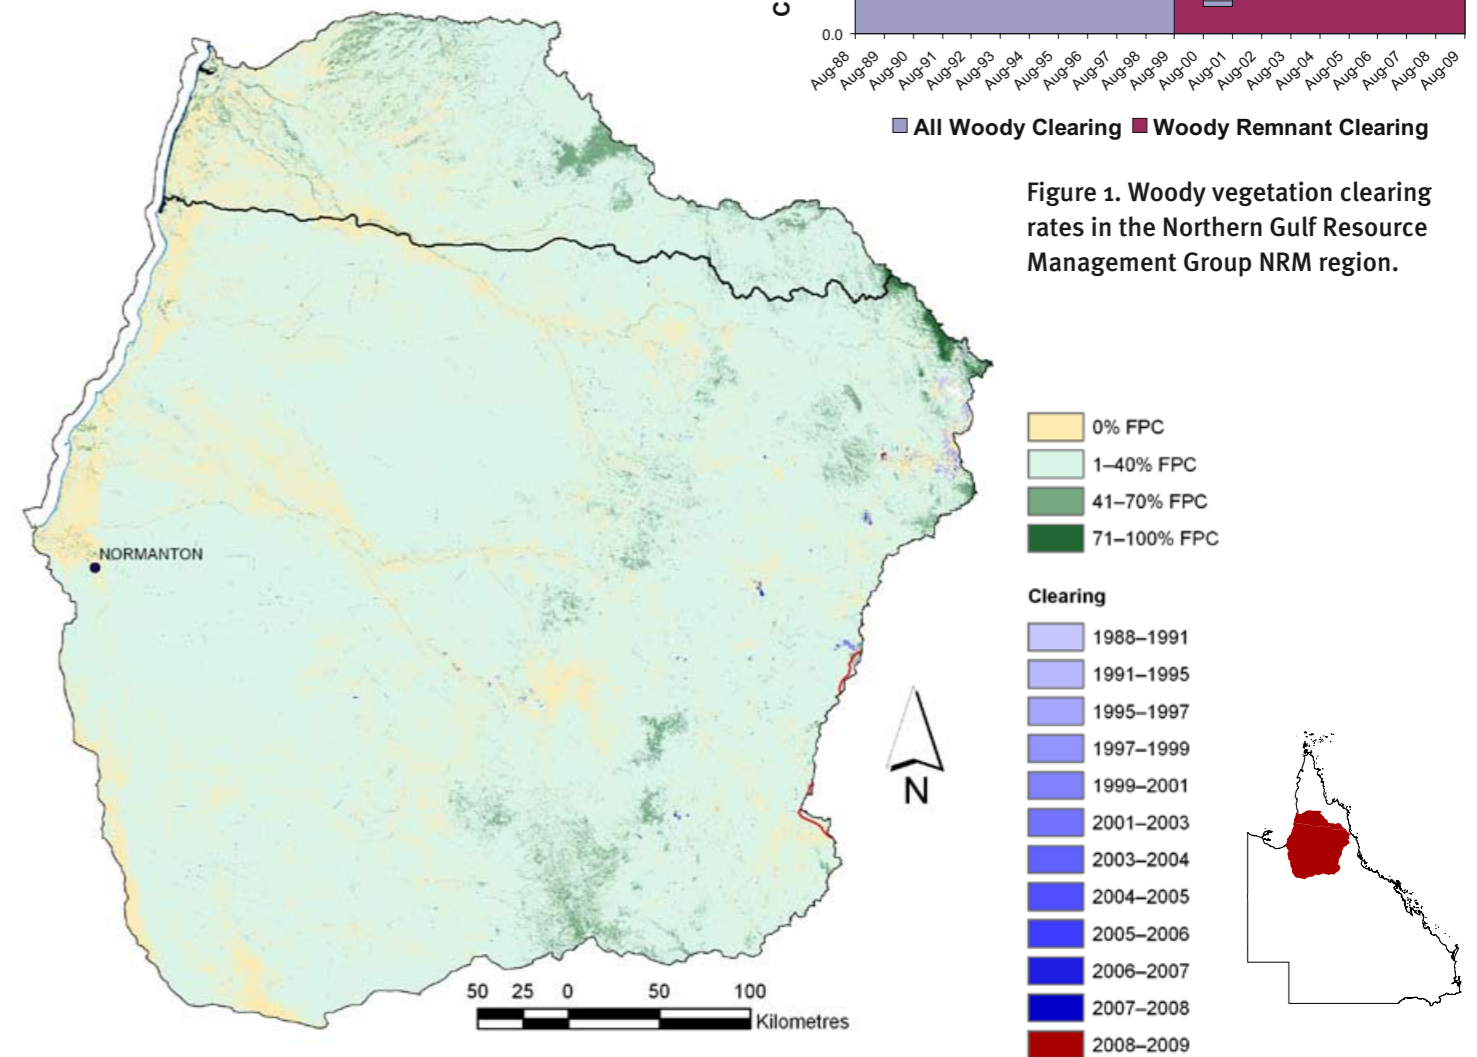 C
0.0
Aug-88
Aug-89
Aug-90
Aug-91
Aug-92
Aug-93
Aug-94
Aug-95
Aug-96
Aug-97
Aug-98
Aug-99
Aug-00
Aug-01
Aug-02
Aug-03
Aug-04
Aug-05
Aug-06
Aug-07
Aug-08
Aug-09
All Woody Clearing Woody Remnant Clearing
Figure 1. Woody vegetation clearing
rates in the Northern Gulf Resource
Management Group NRM region.
0% FPC
1–40% FPC
41–70% FPC
71–100% FPC
NORMANTON
Clearing
1988–1991
1991–1995
1995–1997
1997–1999
1999–2001
2001–2003
2003–2004
2004–2005
2005–2006
2006–2007
2007–2008
2008–2009
N
50 25 0 50 100
Kilometres